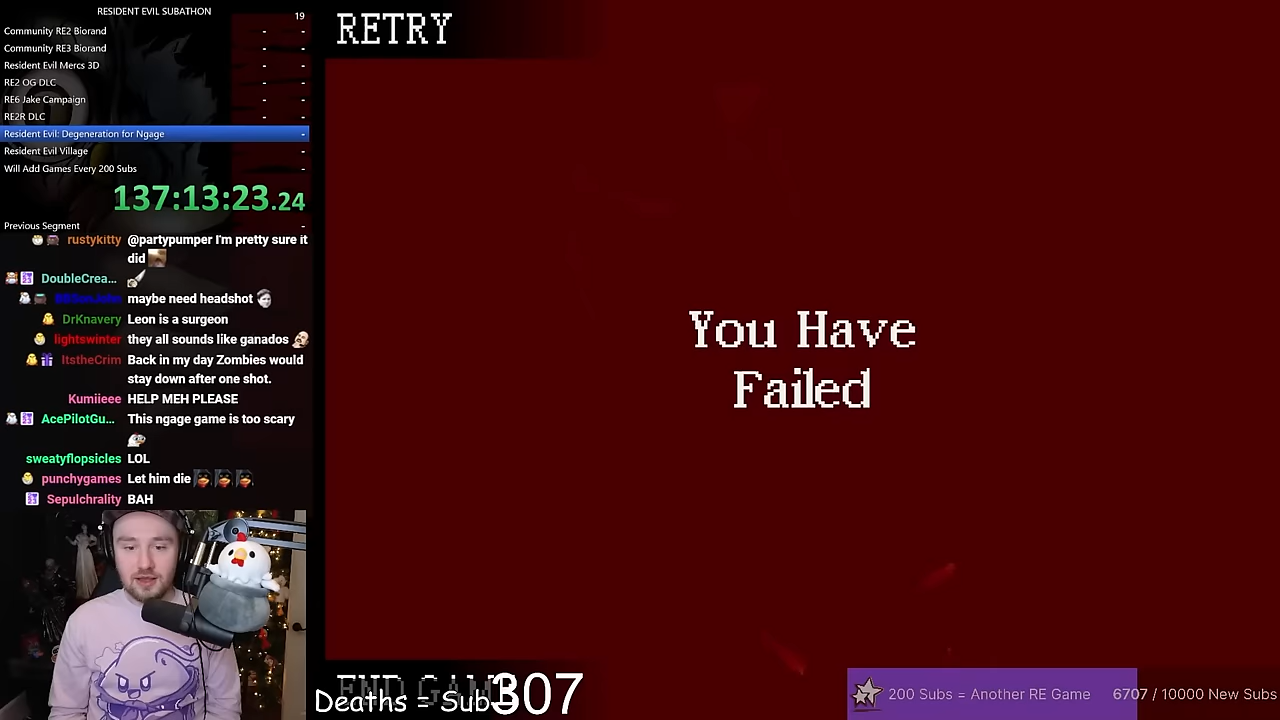 RESIDENT EVIL SUBATHON
19
Community RE2 Biorand - -
Community RE3 Biorand - -
Resident Evil Mercs 3D - -
RE2 OG DLC - -
RE6 Jake Campaign - -
RE2R DLC - -
Resident Evil: Degeneration for Ngage -
Resident Evil Village -
Will Add Games Every 200 Subs -
137:13:23.24
Previous Segment -
rustykitty @partypumper I'm pretty sure it
did
DoubleCrea...
maybe need headshot
DrKnavery Leon is a surgeon
lightswinter they all sounds like ganados
ItstheCrim Back in my day Zombies would
stay down after one shot.
Kumiieee HELP MEH PLEASE
AcePilotGu... This ngage game is too scary
sweatyflopsicles LOL
punchygames Let him die
Sepulchrality BAH
RETRY
You Have
Failed
END GAME
Deaths = Sub 307
200 Subs = Another RE Game 6707 / 10000 New Subs